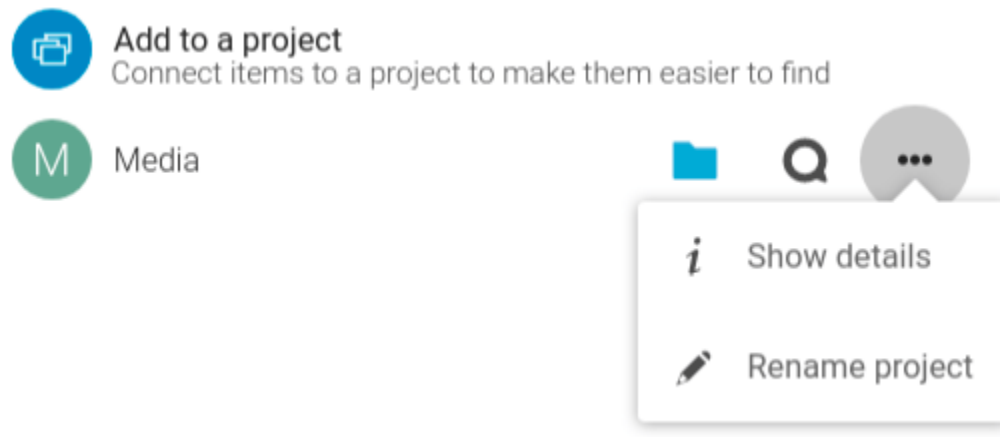 Add to a project
Connect items to a project to make them easier to find
M Media
Show details
Rename project